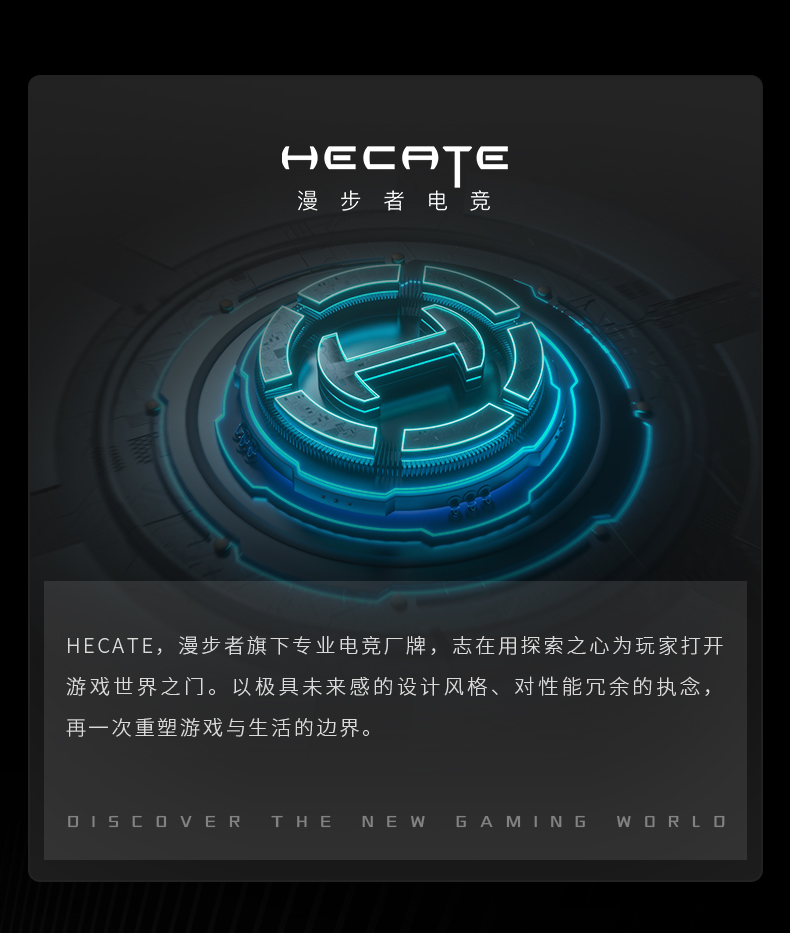 HECATE
漫步者电竞
HECATE，漫步者旗下专业电竞厂牌，志在用探索之心为玩家打开
游戏世界之门。以极具未来感的设计风格、对性能冗余的执念，
再一次重塑游戏与生活的边界。
DISCOVER THE NEW GAMING WORLD